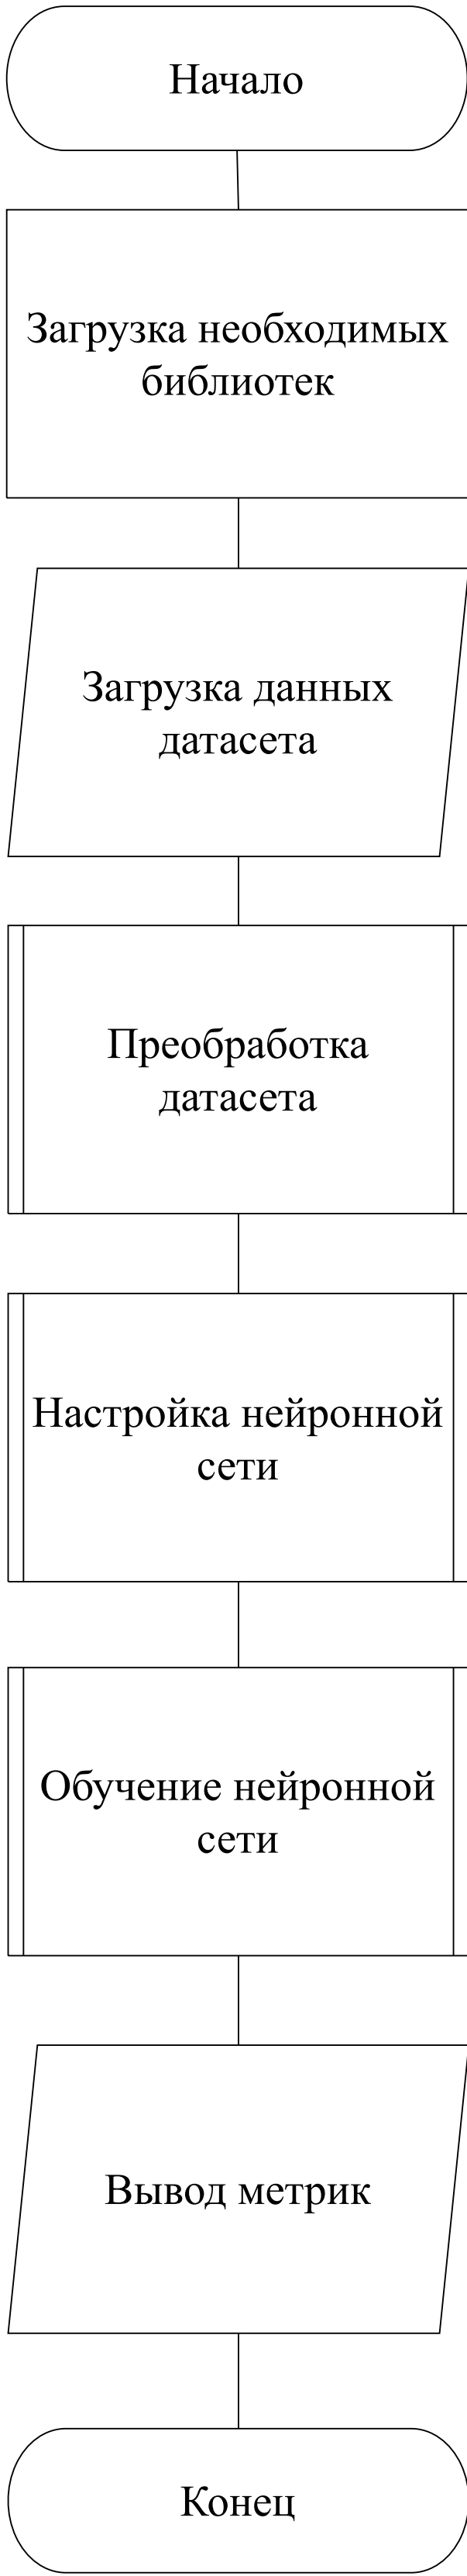 Начало
Загрузка необходимых
библиотек
Загрузка данных
датасета
Преобработка
датасета
Настройка нейронной
сети
Обучение нейронной
сети
Вывод метрик
Конец